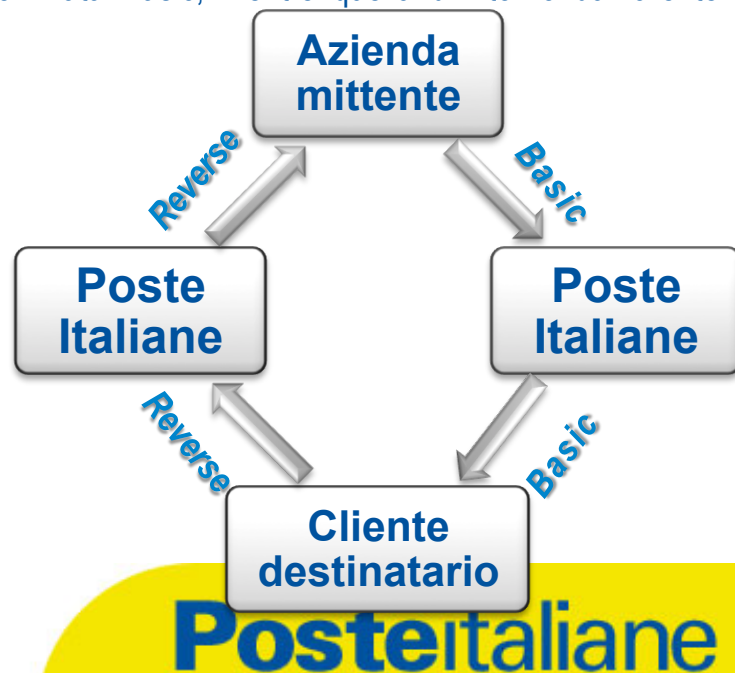 Azienda
mittente
Reverse
Basic
Poste
Italiane
Poste
Italiane
Reverse
Basic
Cliente
destinatario
Posteitaliane